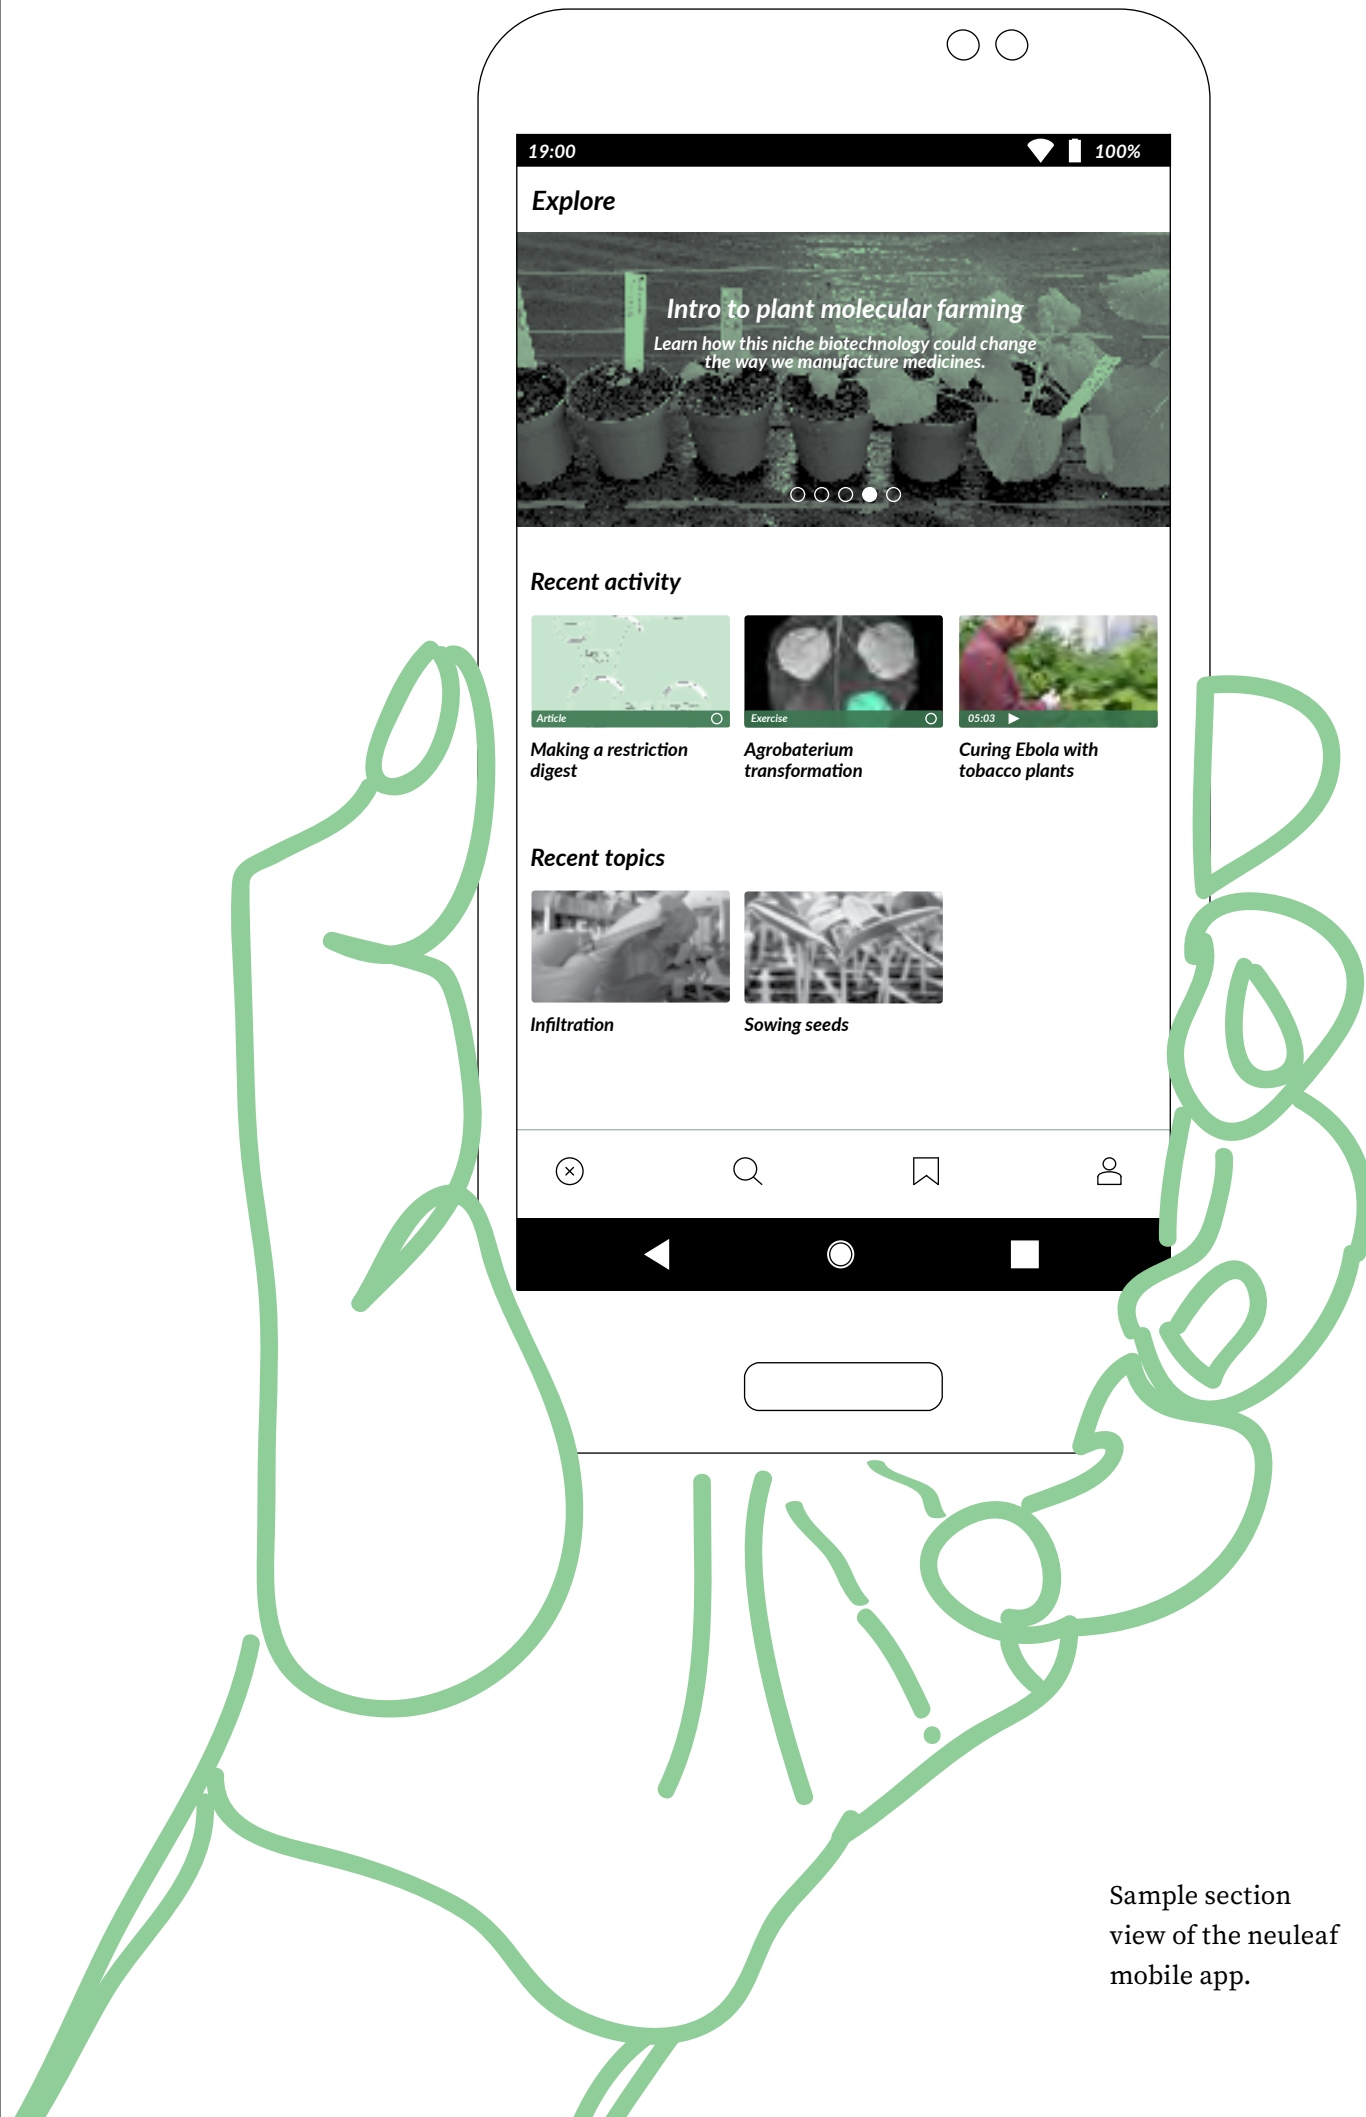 19:00
100%
Explore
Intro to plant molecular farming
Learn how this niche biotechnology could change
the way we manufacture medicines.
Recent activity
Article
Exercise
05:03
Making a restriction
digest
Agrobaterium
transformation
Curing Ebola with
tobacco plants
Recent topics
Infiltration
Sowing seeds
Sample section
view of the neuleaf
mobile app.